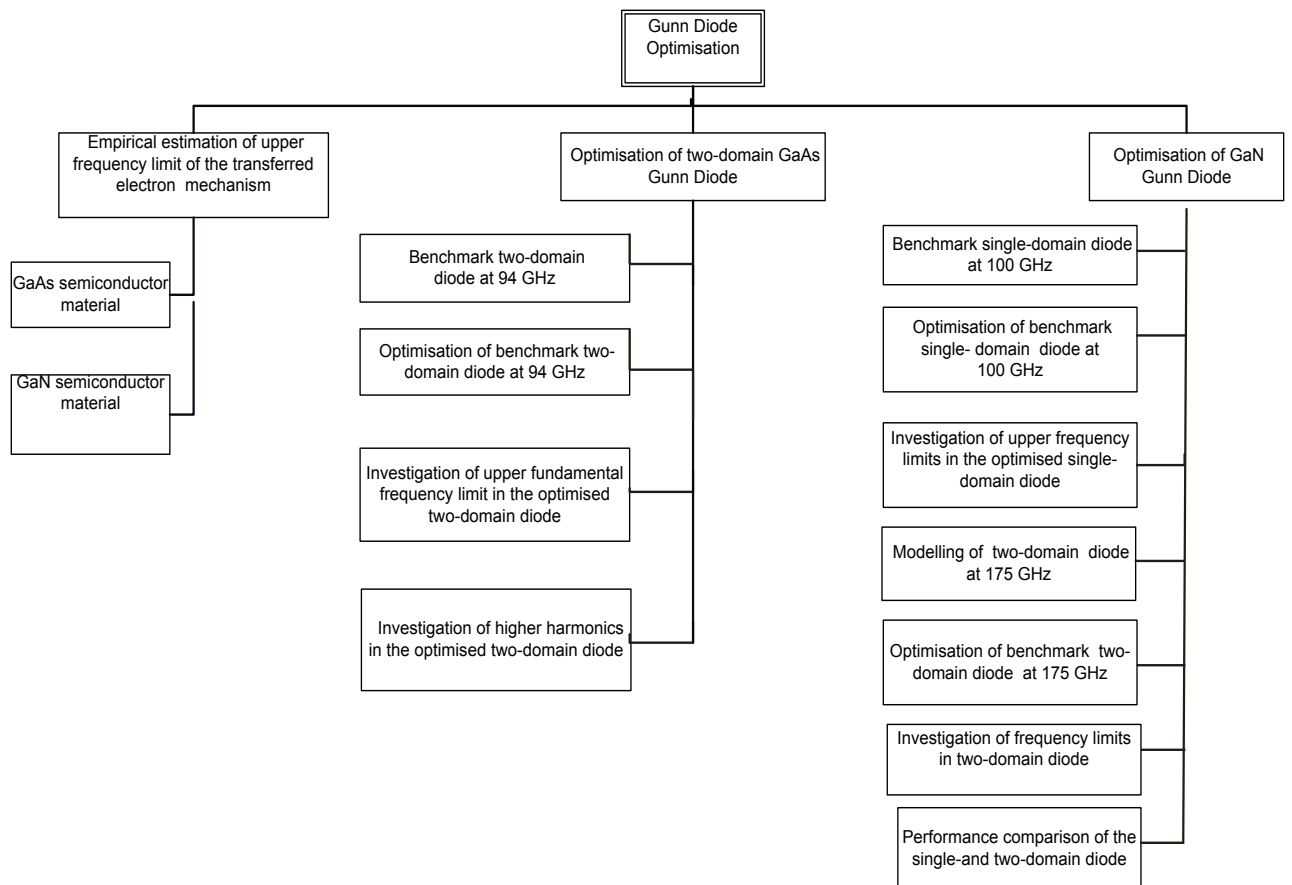 Gunn Diode
Optimisation
Empirical estimation of upper
frequency limit of the transferred
electron mechanism
GaAs semiconductor
material
GaN semiconductor
material
Optimisation of two-domain GaAs
Gunn Diode
Benchmark two-domain
diode at 94 GHz
Optimisation of benchmark two-
domain diode at 94 GHz
Investigation of upper fundamental
frequency limit in the optimised
two-domain diode
Investigation of higher harmonics
in the optimised two-domain diode
Optimisation of GaN
Gunn Diode
Benchmark single-domain diode
at 100 GHz
Optimisation of benchmark
single- domain diode at
100 GHz
Investigation of upper frequency
limits in the optimised single-
domain diode
Modelling of two-domain diode
at 175 GHz
Optimisation of benchmark two-
domain diode at 175 GHz
Investigation of frequency limits
in two-domain diode
Performance comparison of the
single-and two-domain diode